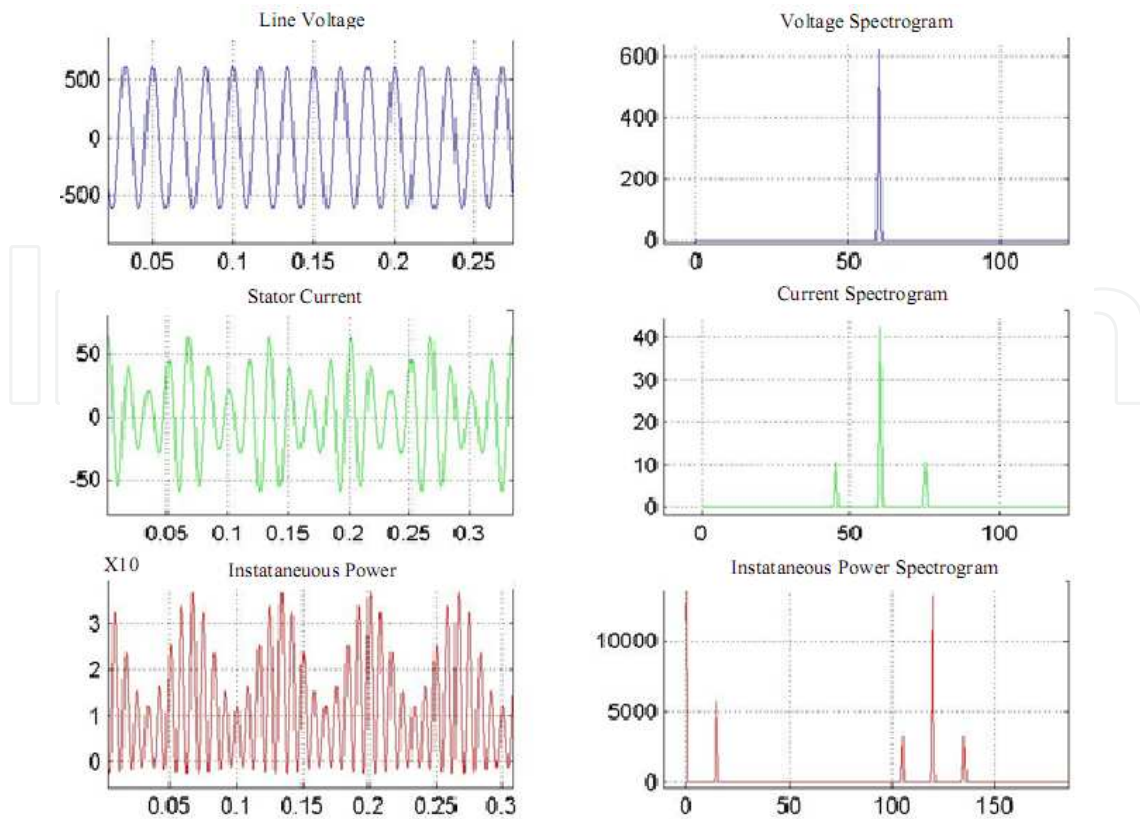 Line Voltage
500
0
-500
0.05 0.1 0.15 0.2 0.25
Voltage Spectrogram
600
400
200
0
0 50 100
Stator Current
50
0
-50
0.05 0.1 0.15 0.2 0.25 0.3
Current Spectrogram
40
30
20
10
0
0 50 100
X10
Instataneuous Power
3
2
1
0
0.05 0.1 0.15 0.2 0.25 0.3
Instataneous Power Spectrogram
10000
5000
0
0 50 100 150